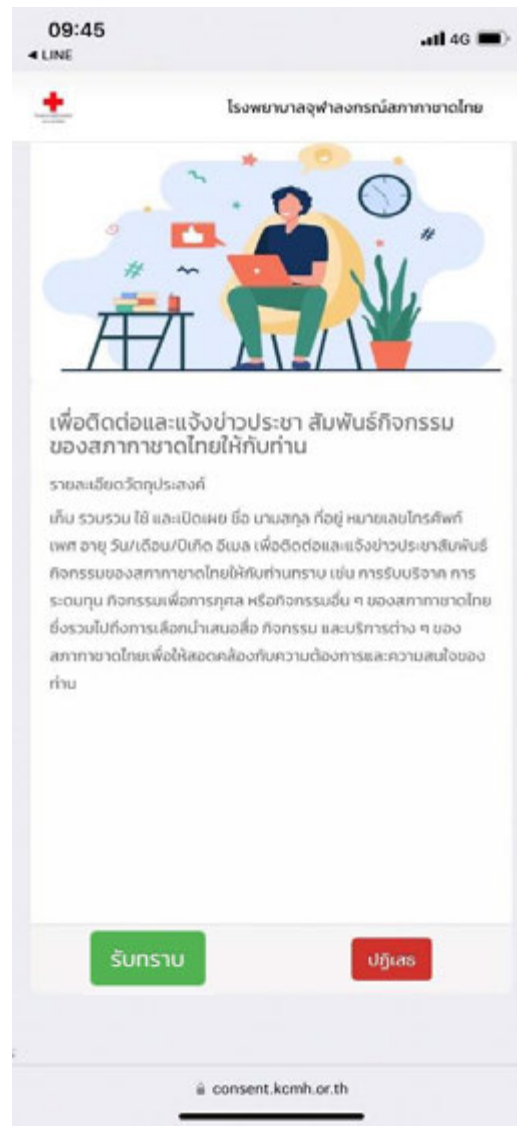 09:45
4G
◀ LINE
โรงพยาบาลจุฬาลงกรณ์สภากาชาดไทย
#
#
เพื่อติดต่อและแจ้งข่าวประชา สัมพันธ์กิจกรรม
ของสภากาชาดไทยให้กับท่าน
รายละเอียดวัตถุประสงค์
เก็บ รวบรวม ใช้ และเปิดเผย ชื่อ นามสกุล ที่อยู่ หมายเลขโทรศัพท์
เพศ อายุ วัน/เดือน/ปีเกิด อีเมล เพื่อติดต่อและแจ้งข่าวประชาสัมพันธ์
กิจกรรมของสภากาชาดไทยให้กับท่านทราบ เช่น การรับบริจาค การ
ระดมทุน กิจกรรมเพื่อการกุศล หรือกิจกรรมอื่น ๆ ของสภากาชาดไทย
ซึ่งรวมไปถึงการเลือกนำเสนอสื่อ กิจกรรม และบริการต่าง ๆ ของ
สภากาชาดไทยเพื่อให้สอดคล้องกับความต้องการและความสนใจของ
ท่าน
รับทราบ
ปฏิเสธ
consent.kcmh.or.th